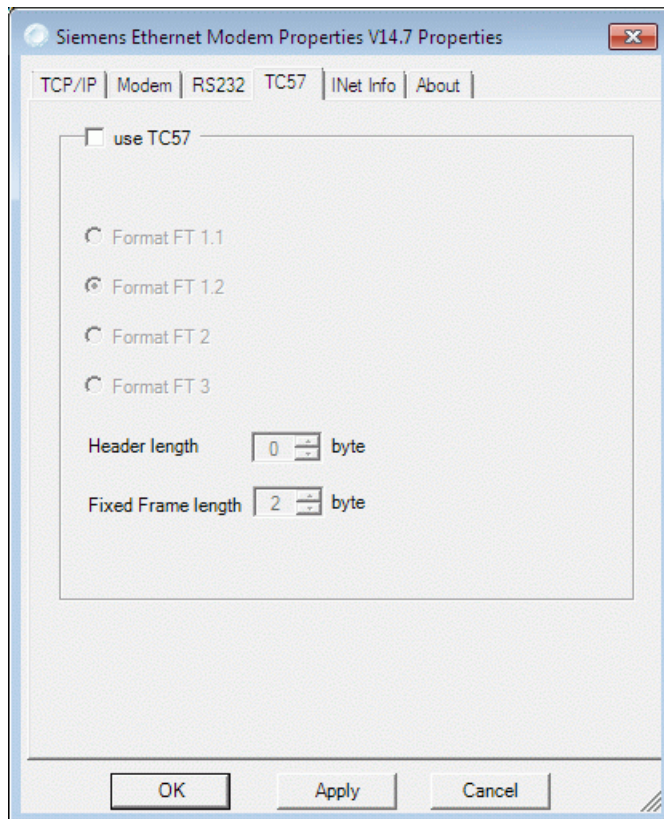 Siemens Ethernet Modem Properties V14.7 Properties
TCP/IP Modem RS232 TC57 INet Info About
use TC57
Format FT 1.1
Format FT 1.2
Format FT 2
Format FT 3
Header length 0 byte
Fixed Frame length 2 byte
OK Apply Cancel